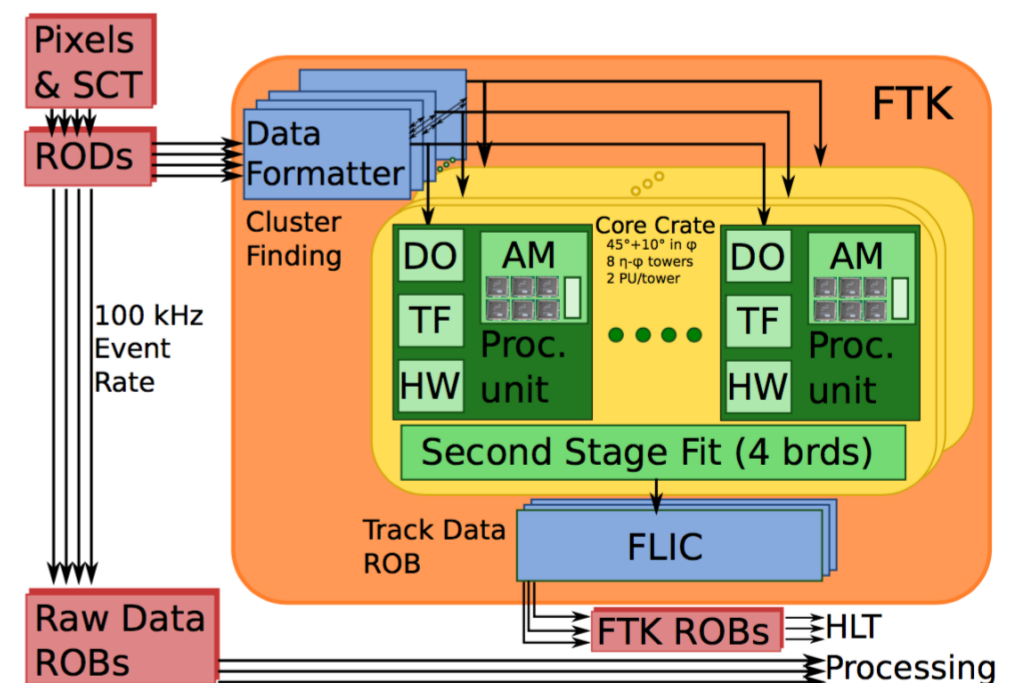 Pixels
& SCT
RODs
FTK
Data
Formatter
Cluster
Finding
100 kHz
Event
Rate
Core Crate
45°+10° in φ
8 η-φ towers
2 PU/tower
DO
AM
TF
Proc.
HW
unit
DO
AM
TF
Proc.
HW
unit
Second Stage Fit (4 brds)
Track Data
ROB
FLIC
Raw Data
ROBs
FTK ROBs
HLT
Processing